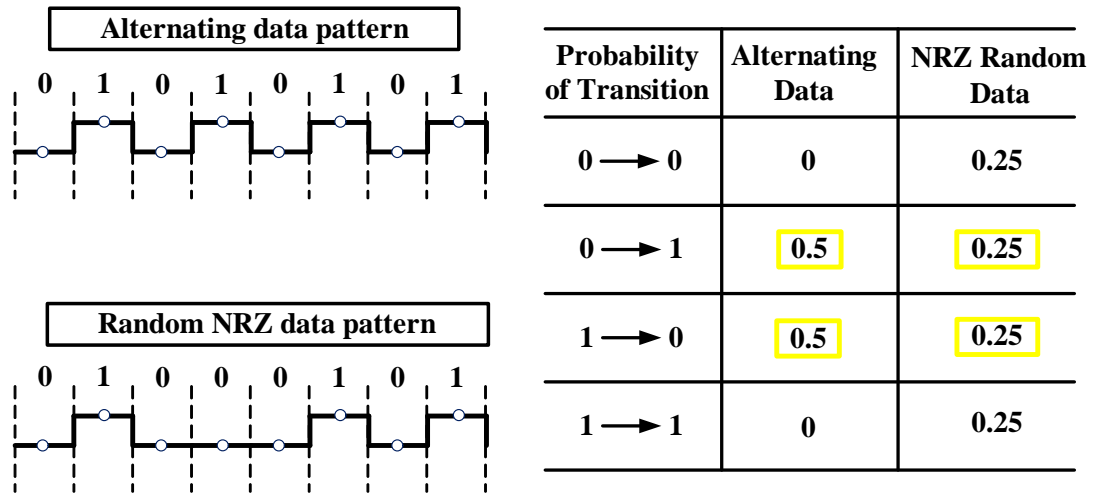 Alternating data pattern
0 1 0 1 0 1 0 1
Random NRZ data pattern
0 1 0 0 0 1 0 1
Probability of Transition Alternating Data NRZ Random Data
0 → 0 0 0.25
0 → 1 0.5 0.25
1 → 0 0.5 0.25
1 → 1 0 0.25